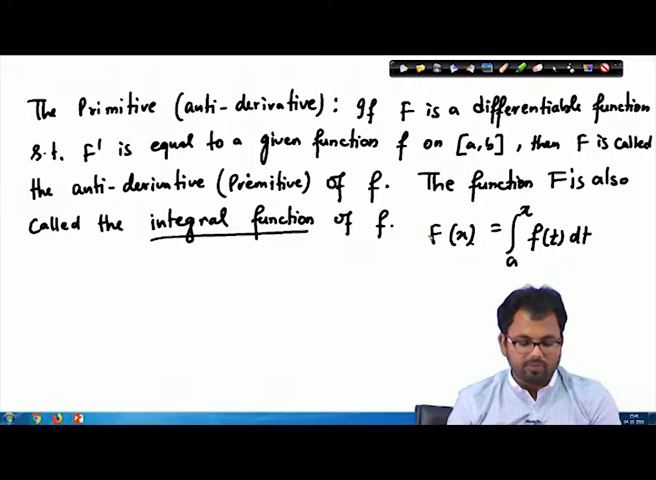 The Primitive (anti-derivative) : If F is a differentiable function
s.t. F' is equal to a given function f on [a,b], then F is called
the anti-derivative (Primitive) of f. The function F is also
called the integral function of f. F(x) = ∫ₐˣ f(t) dt